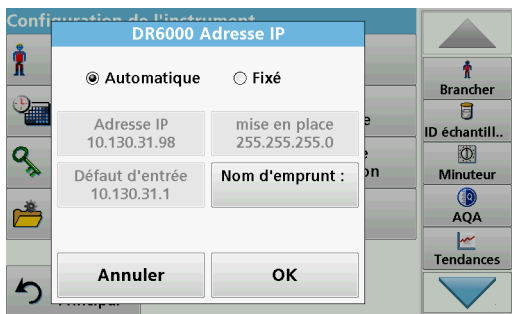 Configuration de l'instrument
DR6000 Adresse IP
Automatique
Fixé
Adresse IP
10.130.31.98
mise en place
255.255.255.0
Défaut d'entrée
10.130.31.1
Nom d'emprunt :
Annuler
OK
Principal
Brancher
ID échantill..
Minuteur
AQA
Tendances